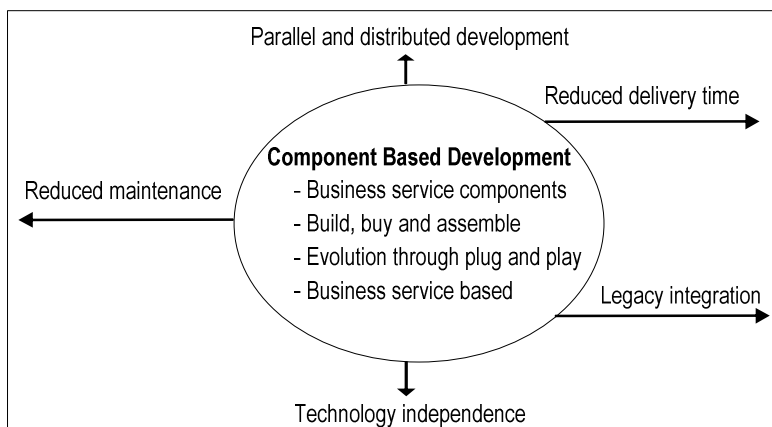 Parallel and distributed development
Reduced delivery time
Component Based Development
Reduced maintenance
- Business service components
- Build, buy and assemble
- Evolution through plug and play
- Business service based
Legacy integration
Technology independence